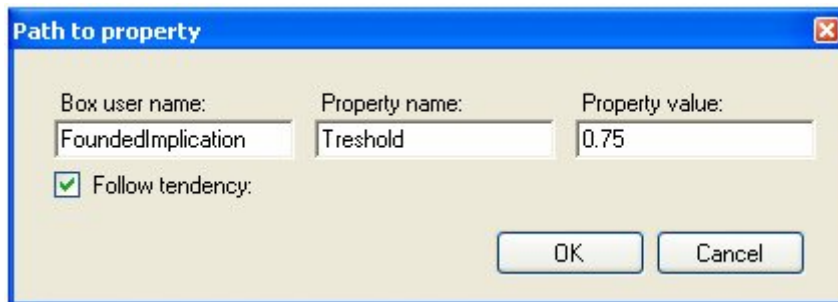 Path to property
Box user name: Property name: Property value:
FoundedImplication Treshold 0.75
Follow tendency:
OK Cancel